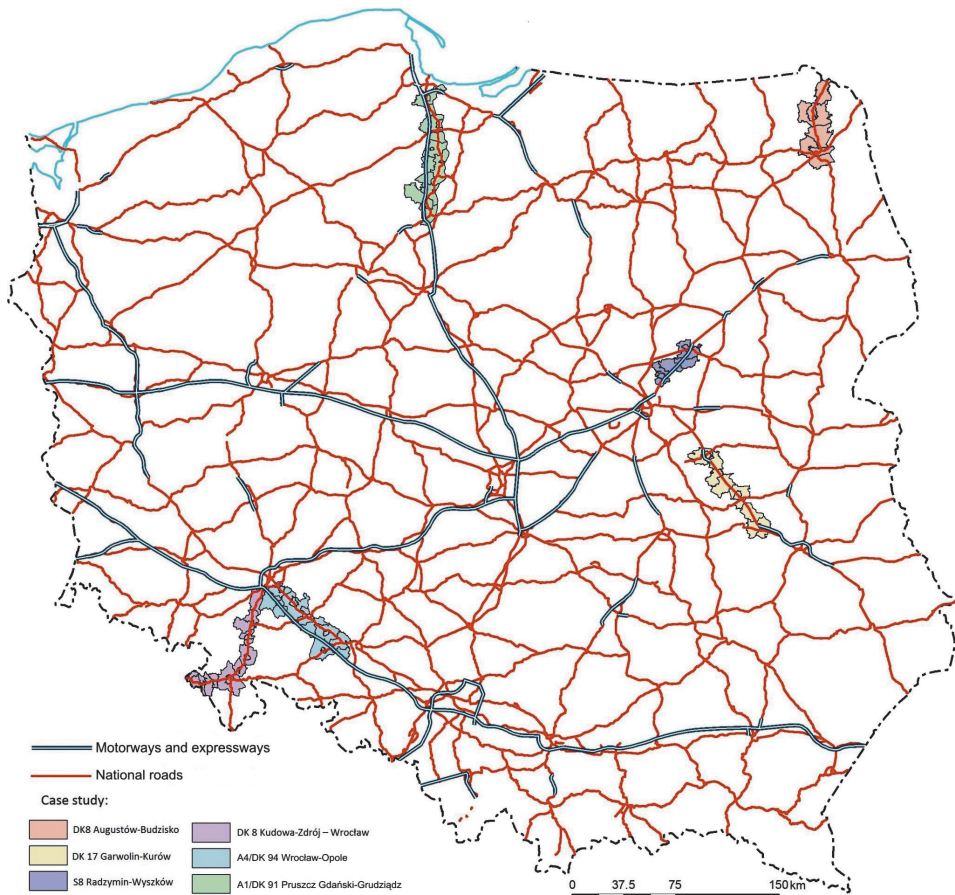 Motorways and expressways
National roads
Case study:
DK8 Augustów-Budzisko
DK 17 Garwolin-Kurów
S8 Radzymin-Wyszków
DK 8 Kudowa-Zdrój – Wrocław
A4/DK 94 Wrocław-Opole
A1/DK 91 Pruszcz Gdański-Grudziądz
0 37.5 75 150 km